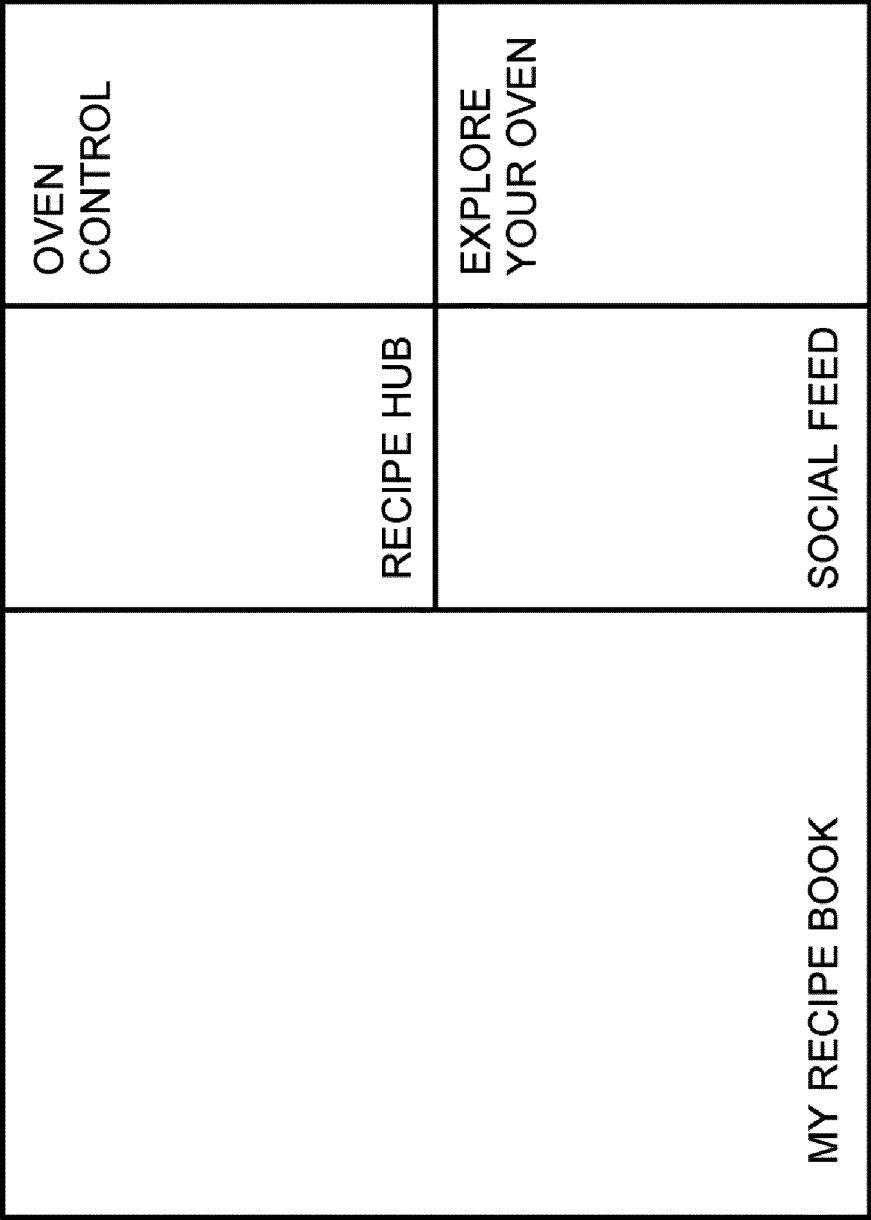 MY RECIPE BOOK
RECIPE HUB
OVEN
CONTROL
SOCIAL FEED
EXPLORE
YOUR OVEN